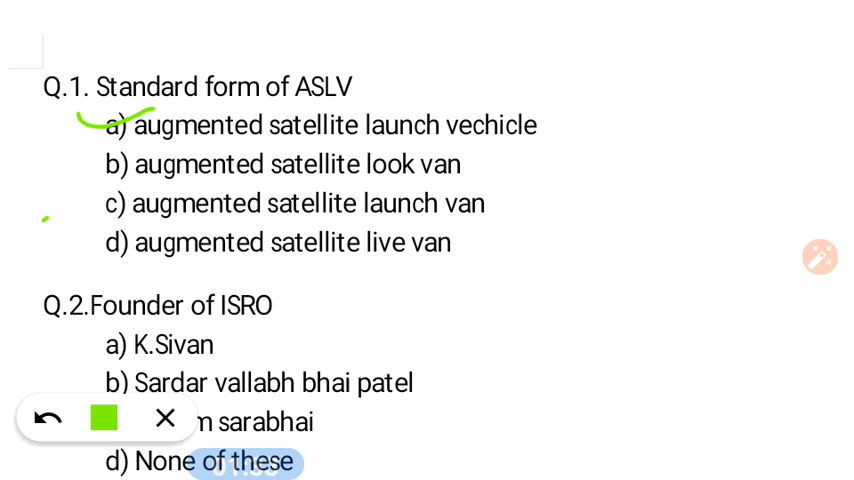 Q.1. Standard form of ASLV
a) augmented satellite launch vechicle
b) augmented satellite look van
c) augmented satellite launch van
d) augmented satellite live van
Q.2.Founder of ISRO
a) K.Sivan
b) Sardar vallabh bhai patel
sarabhai
d) None of these